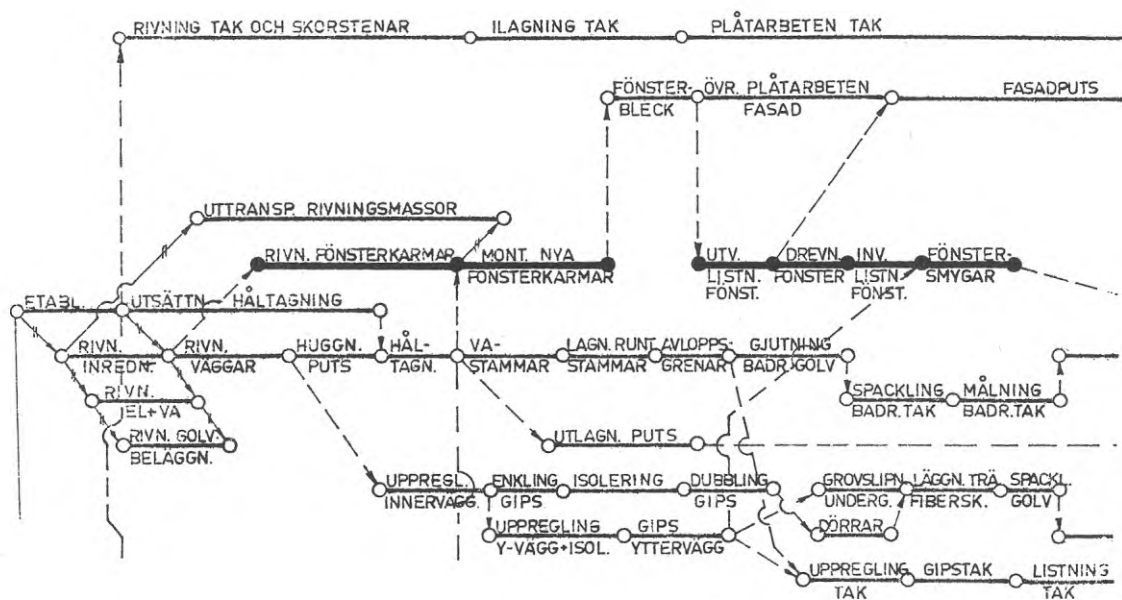 RIVNING TAK OCH SKORSTENAR
ILAGNING TAK
PLÅTARBETEN TAK
FÖNSTER-
BLECK
ÖVR. PLÅTARBETEN
FASAD
FASADPUTS
UTTRANSP. RIVNINGSMASSOR
RIVN. FÖNSTERKARMAR
MONT. NYA
FÖNSTERKARMAR
UTV.
LISTN.
FÖNST.
DREVN.
FÖNSTER
INV.
LISTN.
FÖNST.
FÖNSTER-
SMYGAR
ETABL.
UTSÄTTN.
HÅLTAGNING
RIVN.
INREDN.
RIVN.
VÄGGAR
HUGGN.
PUTS
HÅL-
TAGN.
VA-
STAMMAR
LAGN. RUNT
STAMMAR
AVLOPPS-
GRENAR
GJUTNING
BADR. GOLV
SPACKLING
BADR. TAK
MÅLNING
BADR. TAK
RIVN.
EL+VA
RIVN. GOLV-
BELÄGGN.
UTLAGN. PUTS
UPPREGL.
INNERVÄGG.
ENKLING
GIPS
ISOLERING
DUBBLING
GIPS
GROVSLIPN.
UNDERG.
LÄGGN. TRÄ
FIBERSK.
SPACKL.
GOLV
UPPREGLING
Y-VÄGG+ISOL.
GIPS
YTTERVÄGG
DÖRRAR
UPPREGLING
TAK
GIPSTAK
LISTNING
TAK